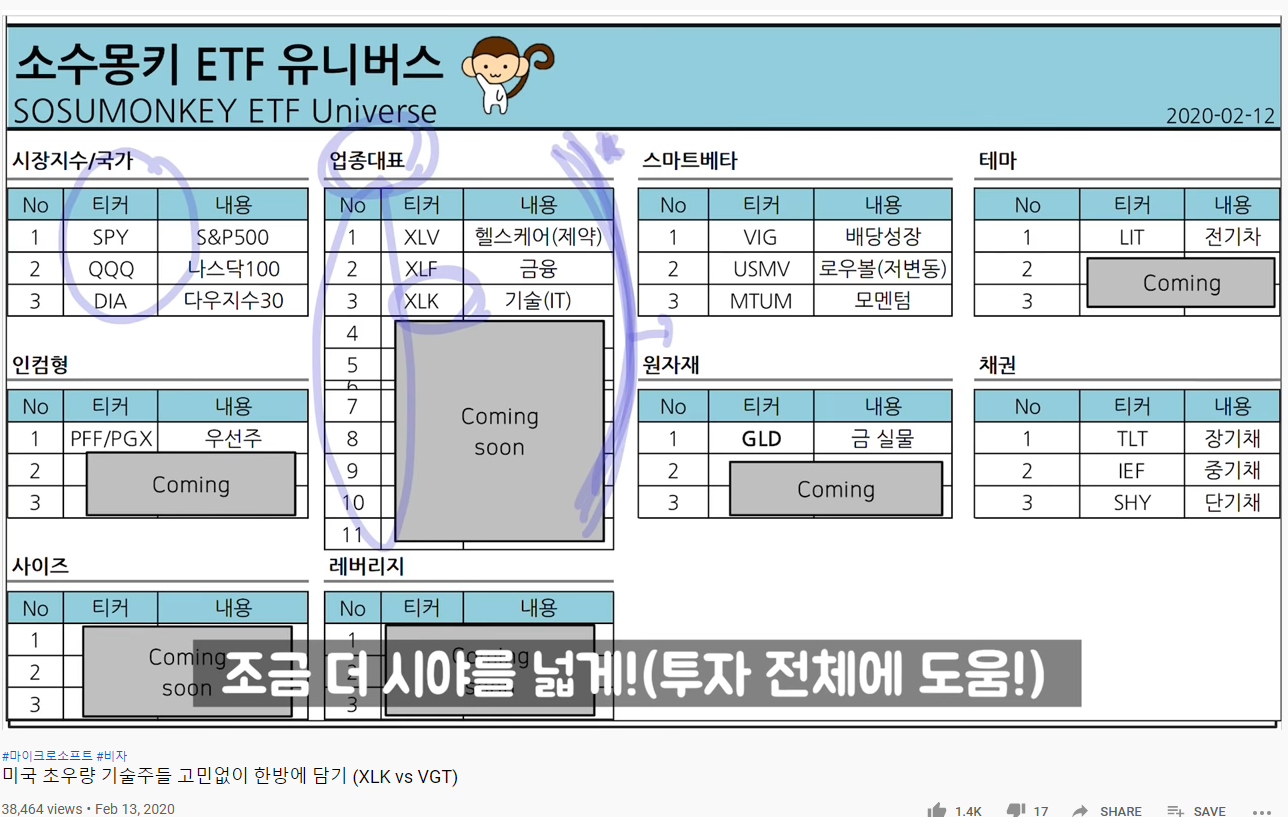 소수몽키 ETF 유니버스
SOSUMONKEY ETF Universe
2020-02-12
시장지수/국가
No 티커 내용
1 SPY S&P500
2 QQQ 나스닥100
3 DIA 다우지수30
업종대표
No 티커 내용
1 XLV 헬스케어(제약)
2 XLF 금융
3 XLK 기술(IT)
4
5
6
7
8
9
10
11
Coming
soon
스마트베타
No 티커 내용
1 VIG 배당성장
2 USMV 로우볼(저변동)
3 MTUM 모멘텀
테마
No 티커 내용
1 LIT 전기차
2
3
Coming
인컴형
No 티커 내용
1 PFF/PGX 우선주
2
3
Coming
원자재
No 티커 내용
1 GLD 금 실물
2
3
Coming
채권
No 티커 내용
1 TLT 장기채
2 IEF 중기채
3 SHY 단기채
사이즈
No 티커 내용
1
2
3
Coming
soon
레버리지
No 티커 내용
1
3
Coming
조금 더 시야를 넓게!(투자 전체에 도움!)
#마이크로소프트 #비자
미국 초우량 기술주들 고민없이 한방에 담기 (XLK vs VGT)
38,464 views • Feb 13, 2020
1.4K 17 SHARE SAVE